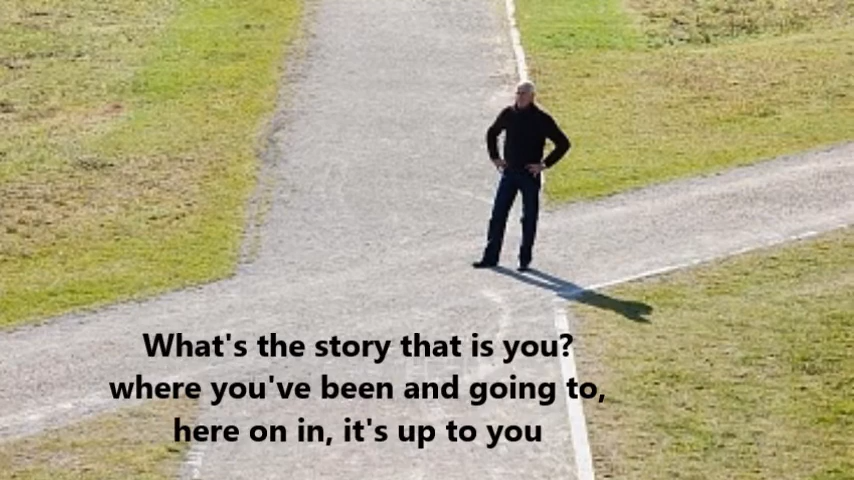 What's the story that is you?
where you've been and going to,
here on in, it's up to you